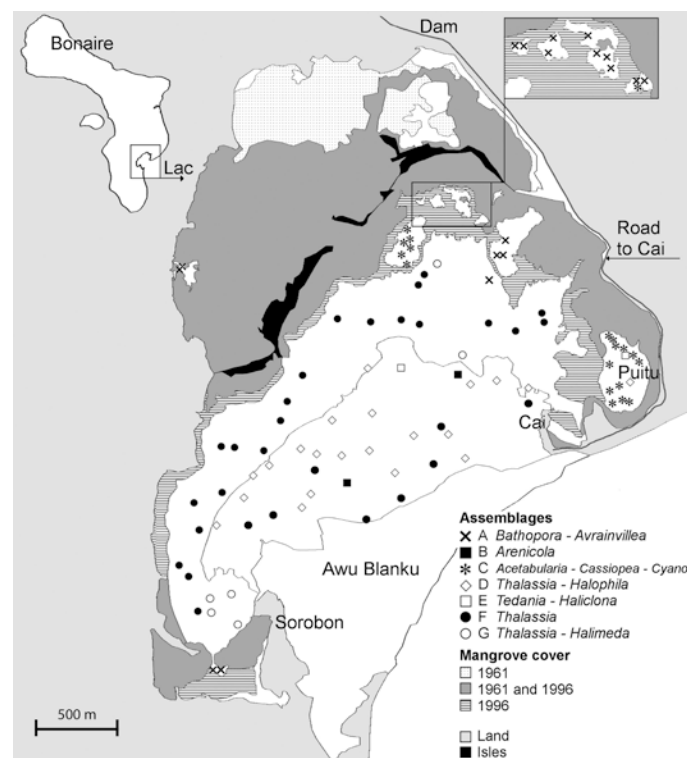 Bonaire
Dam
Lac
Road
to Cai
Puitu
Cai
Awu Blanku
Sorobon
Assemblages
A Bathopora - Avrainvillea
B Arenicola
C Acetabularia - Cassiopea - Cyano
D Thalassia - Halophila
E Tedania - Haliclona
F Thalassia
G Thalassia - Halimeda
Mangrove cover
1961
1961 and 1996
1996
Land
Isles
500 m